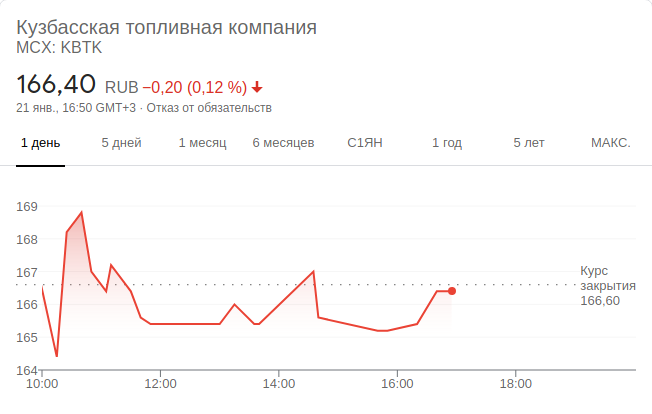 Кузбасская топливная компания
MCX: KBTK
166,40 RUB −0,20 (0,12 %)
21 янв., 16:50 GMT+3 · Отказ от обязательств
1 день 5 дней 1 месяц 6 месяцев С1ЯН 1 год 5 лет МАКС.
169
168
167
166
165
164
Курс
закрытия
166,60
10:00 12:00 14:00 16:00 18:00